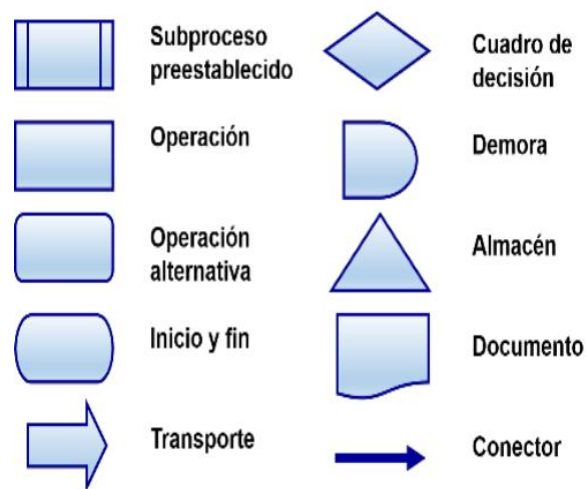 Subproceso
preestablecido
Cuadro de
decisión
Operación
Demora
Operación
alternativa
Almacén
Inicio y fin
Documento
Transporte
Conector